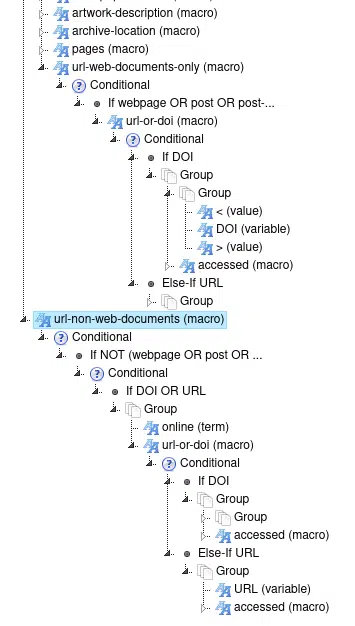 artwork-description (macro)
archive-location (macro)
pages (macro)
url-web-documents-only (macro)
Conditional
If webpage OR post OR post-...
url-or-doi (macro)
Conditional
If DOI
Group
Group
< (value)
DOI (variable)
> (value)
accessed (macro)
Else-If URL
Group
url-non-web-documents (macro)
Conditional
If NOT (webpage OR post OR ...
Conditional
If DOI OR URL
Group
online (term)
url-or-doi (macro)
Conditional
If DOI
Group
Group
accessed (macro)
Else-If URL
Group
URL (variable)
accessed (macro)